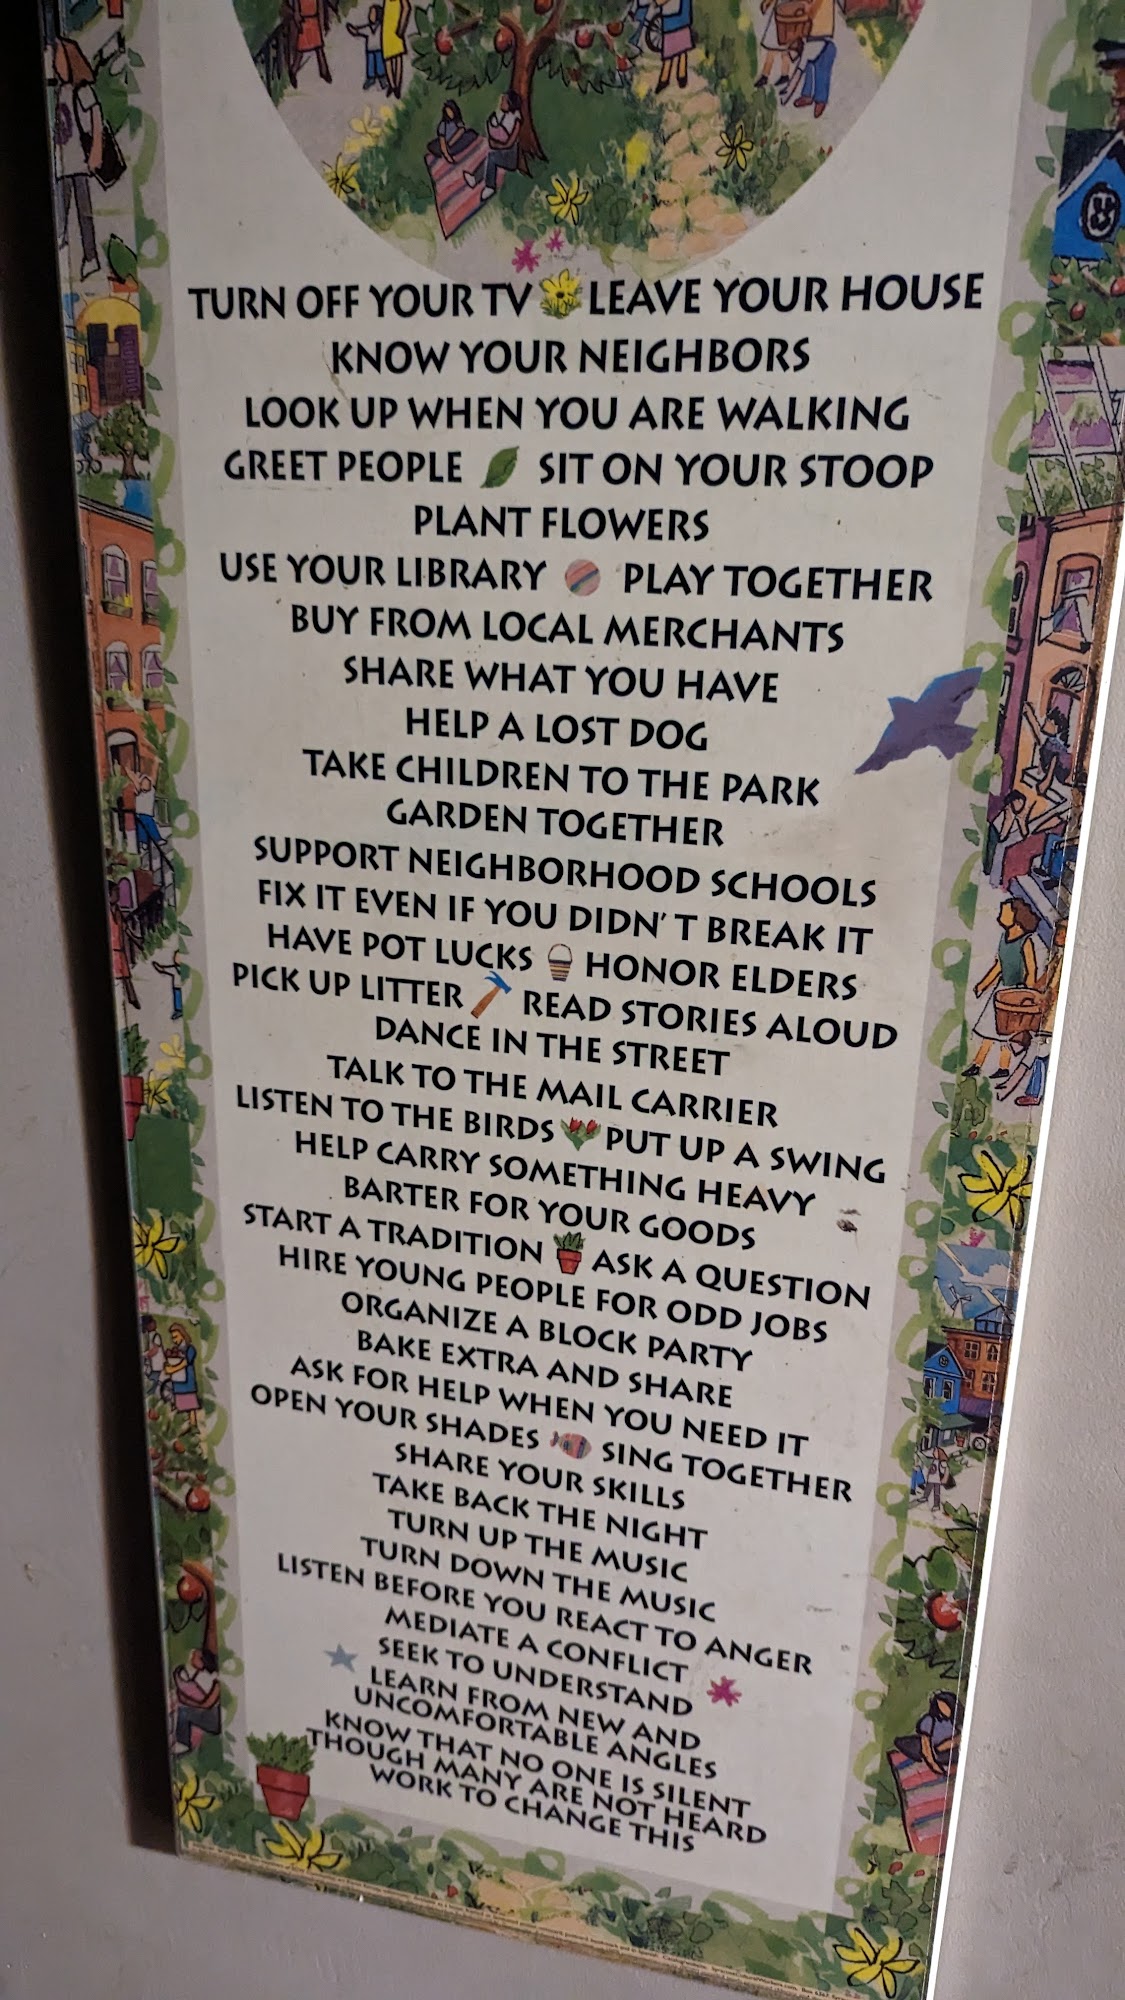 TURN OFF YOUR TV LEAVE YOUR HOUSE
KNOW YOUR NEIGHBORS
LOOK UP WHEN YOU ARE WALKING
GREET PEOPLE SIT ON YOUR STOOP
PLANT FLOWERS
USE YOUR LIBRARY PLAY TOGETHER
BUY FROM LOCAL MERCHANTS
SHARE WHAT YOU HAVE
HELP A LOST DOG
TAKE CHILDREN TO THE PARK
GARDEN TOGETHER
SUPPORT NEIGHBORHOOD SCHOOLS
FIX IT EVEN IF YOU DIDN'T BREAK IT
HAVE POT LUCKS HONOR ELDERS
PICK UP LITTER READ STORIES ALOUD
DANCE IN THE STREET
TALK TO THE MAIL CARRIER
LISTEN TO THE BIRDS PUT UP A SWING
HELP CARRY SOMETHING HEAVY
BARTER FOR YOUR GOODS
START A TRADITION ASK A QUESTION
HIRE YOUNG PEOPLE FOR ODD JOBS
ORGANIZE A BLOCK PARTY
BAKE EXTRA AND SHARE
ASK FOR HELP WHEN YOU NEED IT
OPEN YOUR SHADES SING TOGETHER
SHARE YOUR SKILLS
TAKE BACK THE NIGHT
TURN UP THE MUSIC
TURN DOWN THE MUSIC
LISTEN BEFORE YOU REACT TO ANGER
MEDIATE A CONFLICT
SEEK TO UNDERSTAND
LEARN FROM NEW AND
UNCOMFORTABLE ANGLES
KNOW THAT NO ONE IS SILENT
THOUGH MANY ARE NOT HEARD
WORK TO CHANGE THIS